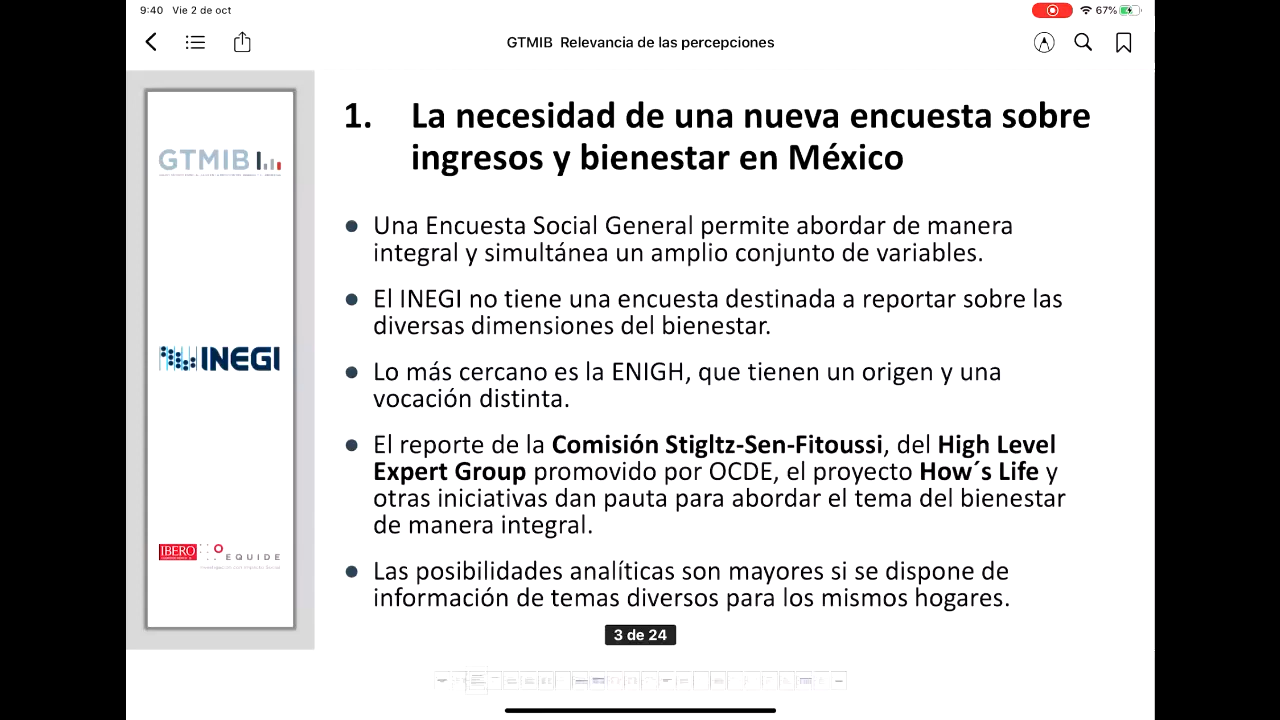 9:40 Vie 2 de oct
67%
GTMIB Relevancia de las percepciones
GTMIB
INEGI
IBERO
EQUIDE
1. La necesidad de una nueva encuesta sobre
ingresos y bienestar en México
● Una Encuesta Social General permite abordar de manera
integral y simultánea un amplio conjunto de variables.
● El INEGI no tiene una encuesta destinada a reportar sobre las
diversas dimensiones del bienestar.
● Lo más cercano es la ENIGH, que tienen un origen y una
vocación distinta.
● El reporte de la Comisión Stigltz-Sen-Fitoussi, del High Level
Expert Group promovido por OCDE, el proyecto How´s Life y
otras iniciativas dan pauta para abordar el tema del bienestar
de manera integral.
● Las posibilidades analíticas son mayores si se dispone de
información de temas diversos para los mismos hogares.
3 de 24